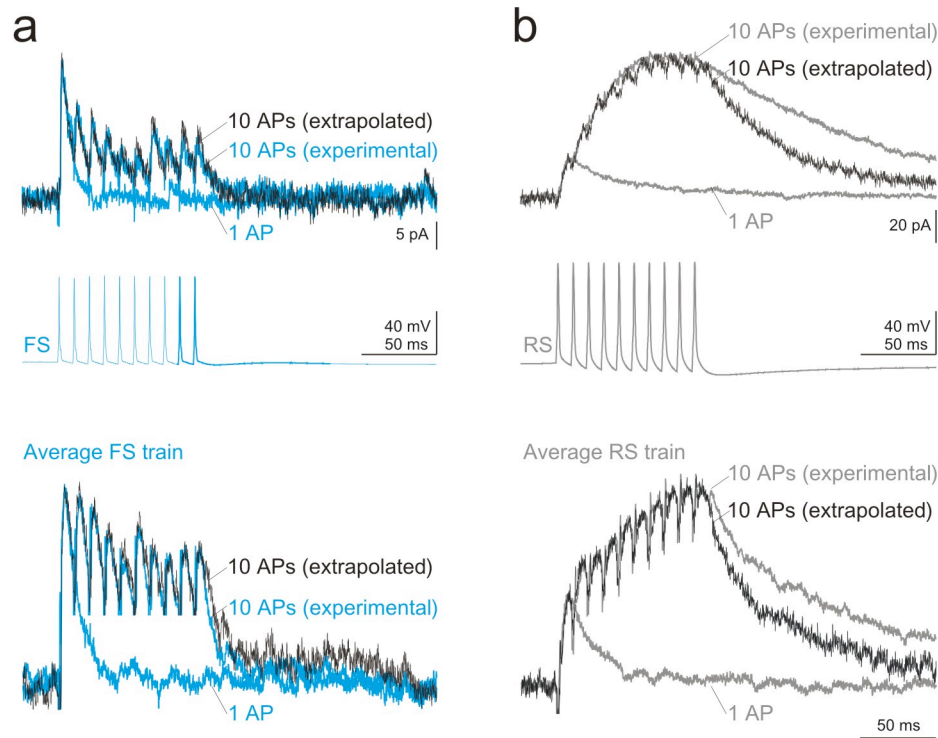 a
10 APs (extrapolated)
10 APs (experimental)
1 AP
5 pA
FS
40 mV
50 ms
Average FS train
10 APs (extrapolated)
10 APs (experimental)
1 AP
b
10 APs (experimental)
10 APs (extrapolated)
1 AP
20 pA
RS
40 mV
50 ms
Average RS train
10 APs (experimental)
10 APs (extrapolated)
1 AP
50 ms